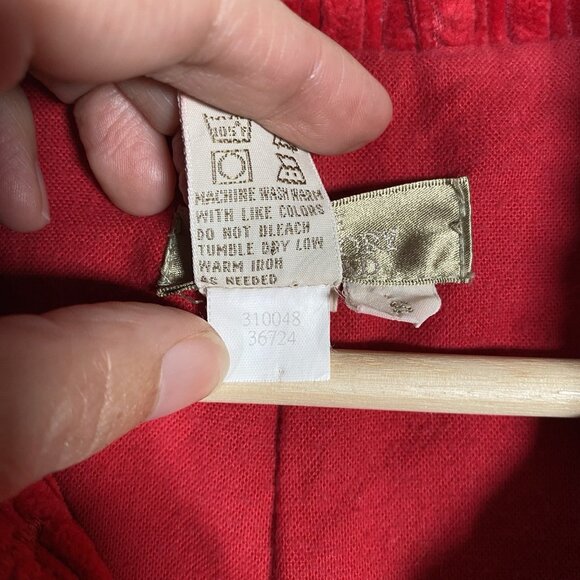 105°F
MACHINE WASH WARM
WITH LIKE COLORS
DO NOT BLEACH
TUMBLE DRY LOW
WARM IRON
AS NEEDED
310048
36724